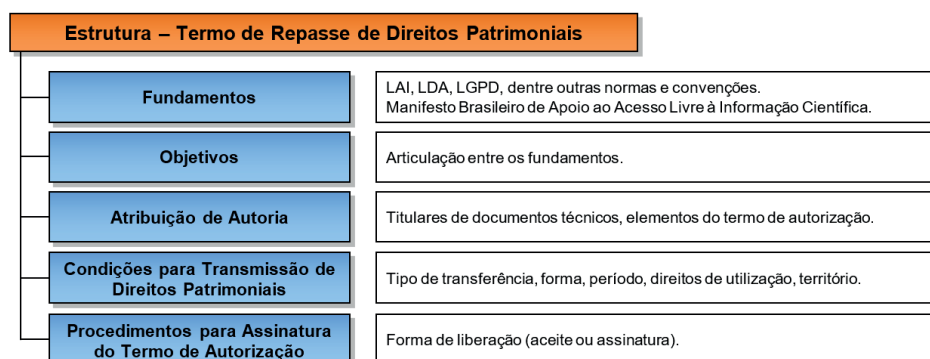 Estrutura – Termo de Repasse de Direitos Patrimoniais
Fundamentos
LAI, LDA, LGPD, dentre outras normas e convenções.
Manifesto Brasileiro de Apoio ao Acesso Livre à Informação Científica.
Objetivos
Articulação entre os fundamentos.
Atribuição de Autoria
Titulares de documentos técnicos, elementos do termo de autorização.
Condições para Transmissão de
Direitos Patrimoniais
Tipo de transferência, forma, período, direitos de utilização, território.
Procedimentos para Assinatura
do Termo de Autorização
Forma de liberação (aceite ou assinatura).